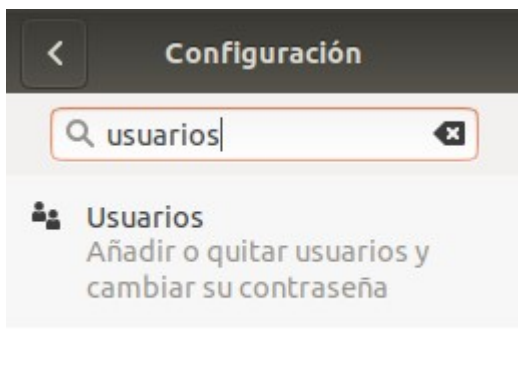 Configuración
usuarios
Usuarios
Añadir o quitar usuarios y
cambiar su contraseña